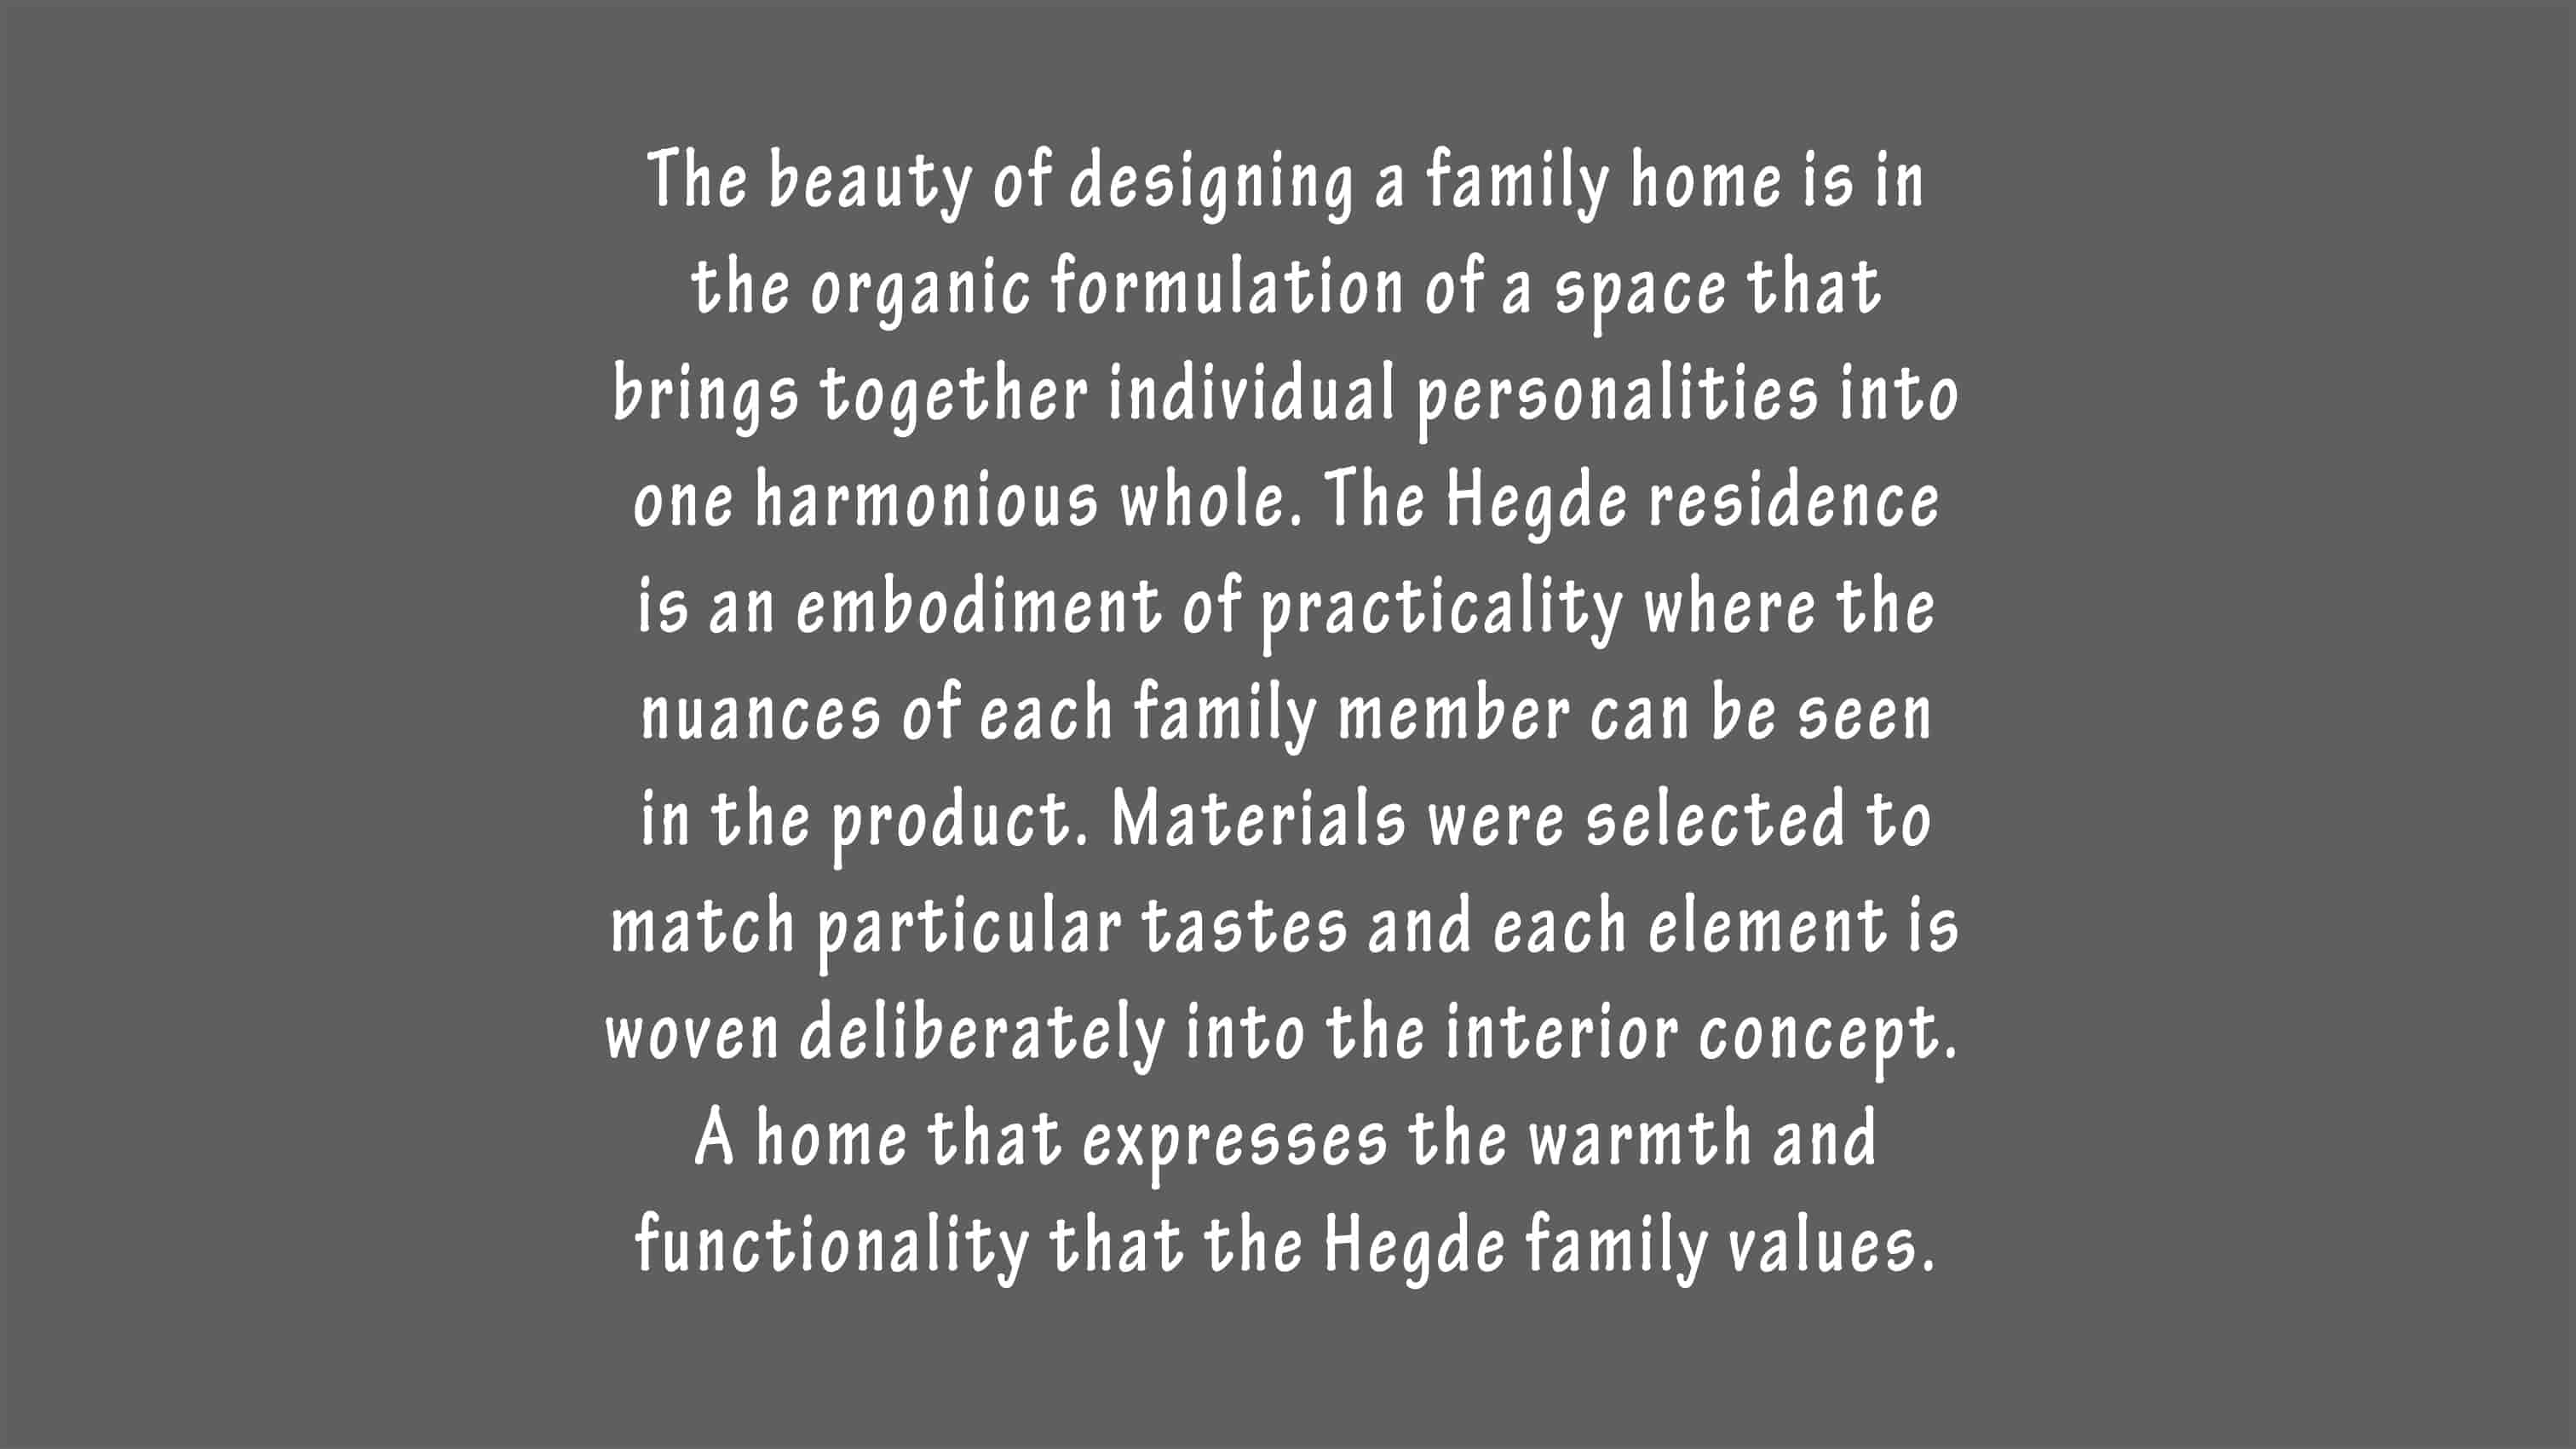 The beauty of designing a family home is in
the organic formulation of a space that
brings together individual personalities into
one harmonious whole. The Hegde residence
is an embodiment of practicality where the
nuances of each family member can be seen
in the product. Materials were selected to
match particular tastes and each element is
woven deliberately into the interior concept.
A home that expresses the warmth and
functionality that the Hegde family values.